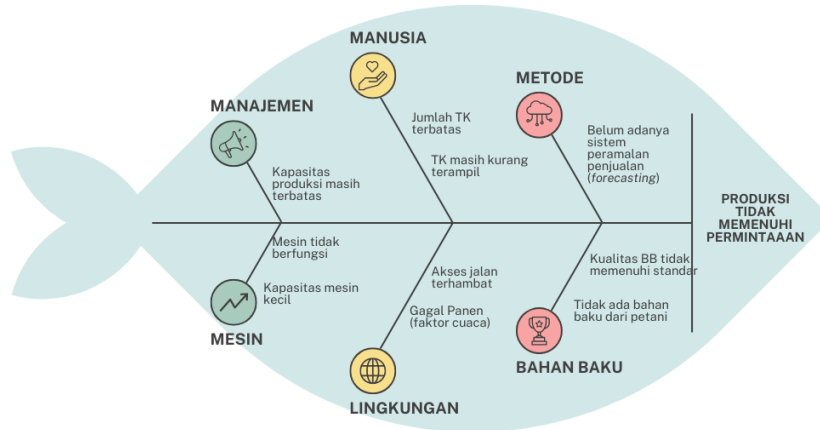 MANUSIA
MANAJEMEN
METODE
Jumlah TK
terbatas
TK masih kurang
terampil
Belum adanya
sistem
peramalan
penjualan
(forecasting)
Kapasitas
produksi masih
terbatas
PRODUKSI
TIDAK
MEMENUHI
PERMINTAAAN
Mesin tidak
berfungsi
Kapasitas mesin
kecil
MESIN
Akses jalan
terhambat
Gagal Panen
(faktor cuaca)
LINGKUNGAN
Kualitas BB tidak
memenuhi standar
Tidak ada bahan
baku dari petani
BAHAN BAKU